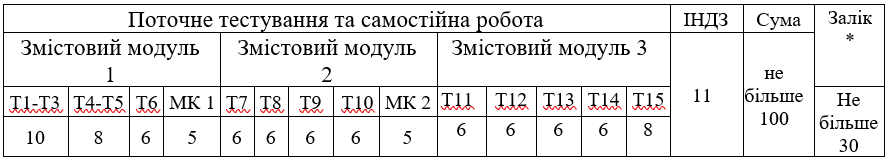 Поточне тестування та самостійна робота ІНДЗ Сума Залік
*
Змістовий модуль Змістовий модуль Змістовий модуль 3
1 2
11 не
більше
100
Т1-Т3 Т4-Т5 Т6 МК 1 Т7 Т8 Т9 Т10 МК 2 Т11 Т12 Т13 Т14 Т15 Не
більше
30
10 8 6 5 6 6 6 6 5 6 6 6 6 8